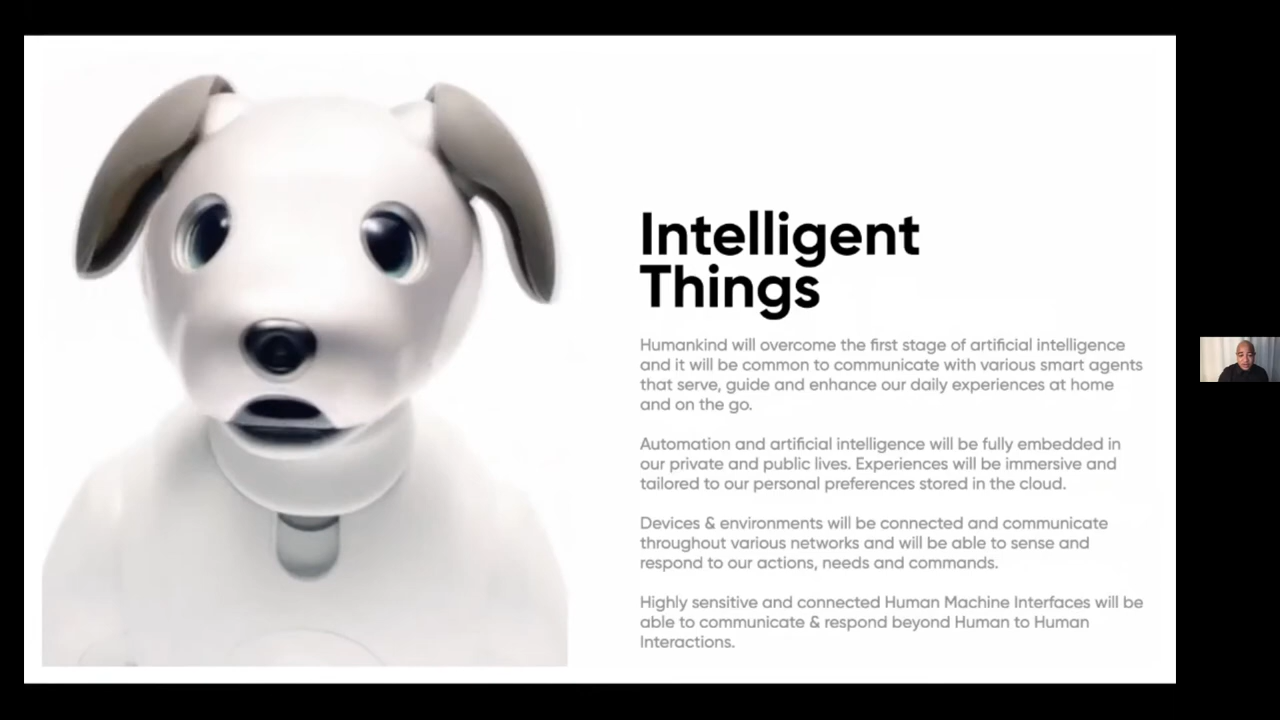 Intelligent
Things
Humankind will overcome the first stage of artificial intelligence
and it will be common to communicate with various smart agents
that serve, guide and enhance our daily experiences at home
and on the go.
Automation and artificial intelligence will be fully embedded in
our private and public lives. Experiences will be immersive and
tailored to our personal preferences stored in the cloud.
Devices & environments will be connected and communicate
throughout various networks and will be able to sense and
respond to our actions, needs and commands.
Highly sensitive and connected Human Machine Interfaces will be
able to communicate & respond beyond Human to Human
Interactions.